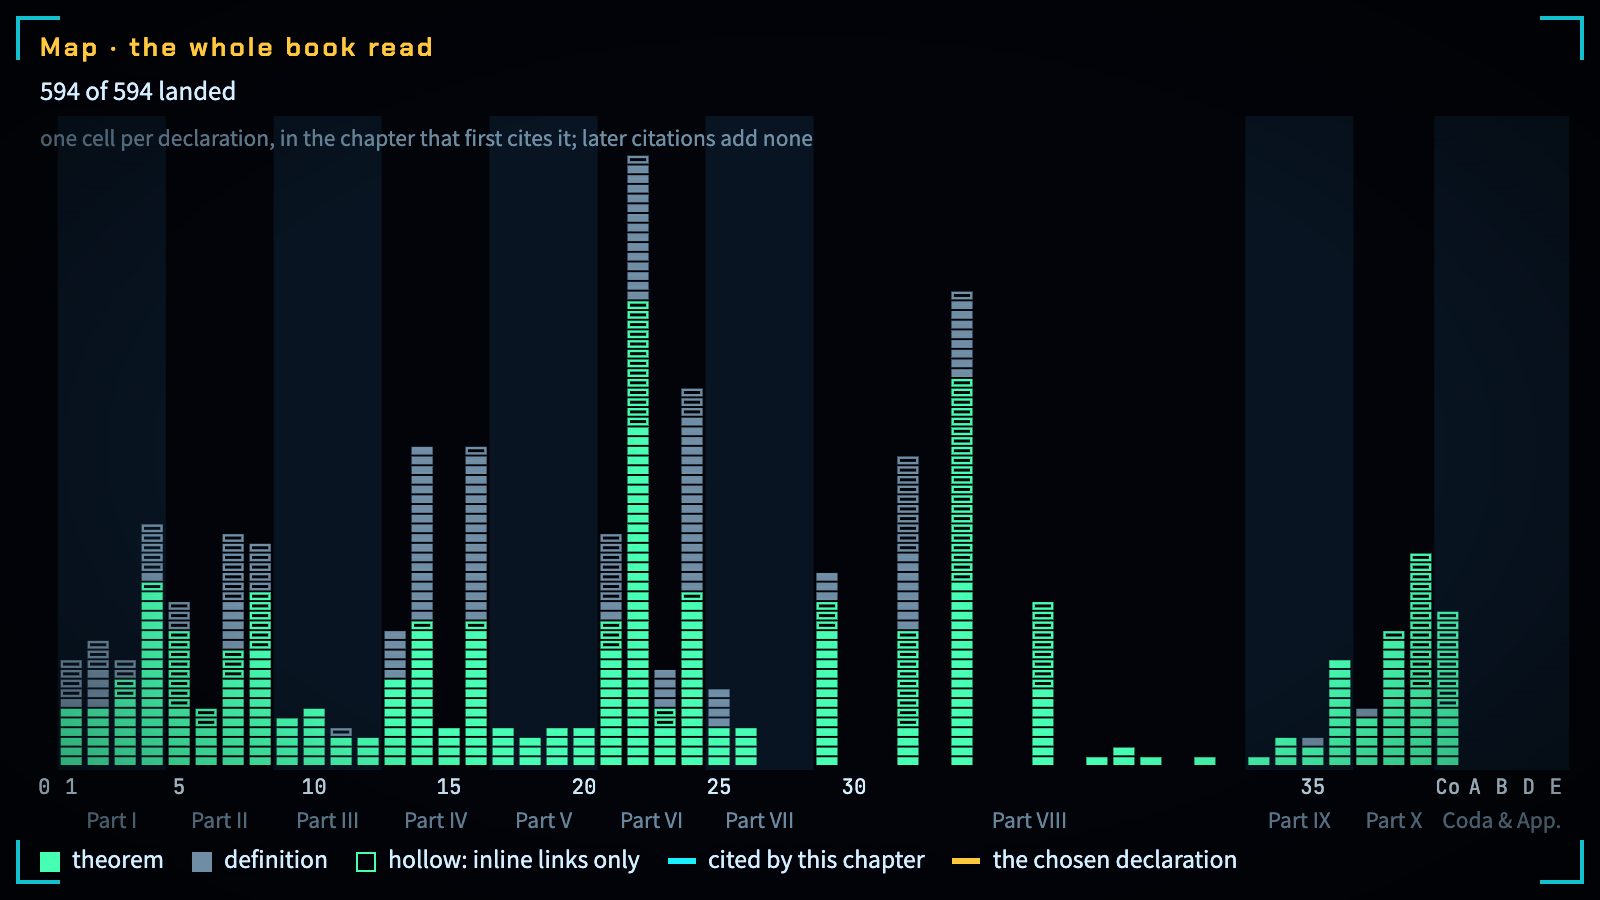 Map · the whole book read
594 of 594 landed
one cell per declaration, in the chapter that first cites it; later citations add none
0 1 5 10 15 20 25 30 35 Co A B D E
Part I Part II Part III Part IV Part V Part VI Part VII Part VIII Part IX Part X Coda & App.
theorem definition hollow: inline links only cited by this chapter the chosen declaration